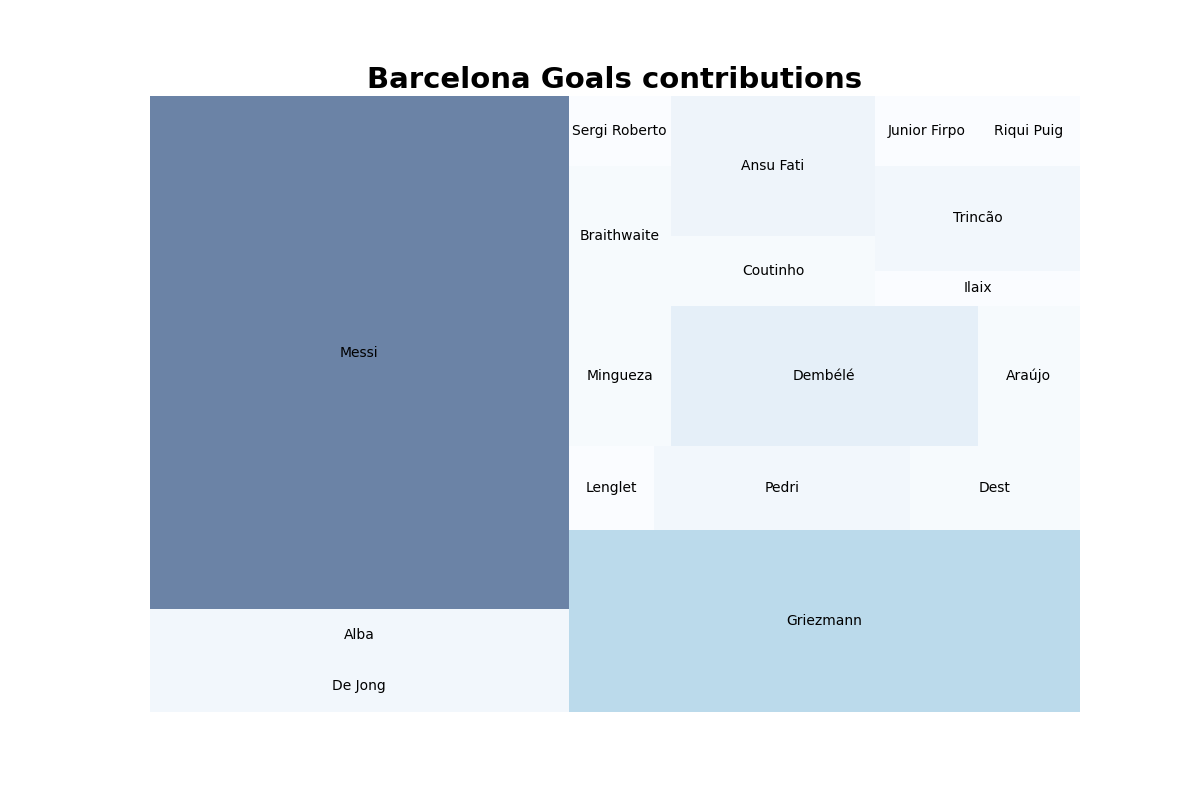 Barcelona Goals contributions
Sergi Roberto
Junior Firpo
Riqui Puig
Ansu Fati
Trincão
Braithwaite
Coutinho
Ilaix
Messi
Mingueza
Dembélé
Araújo
Lenglet
Pedri
Dest
Griezmann
Alba
De Jong